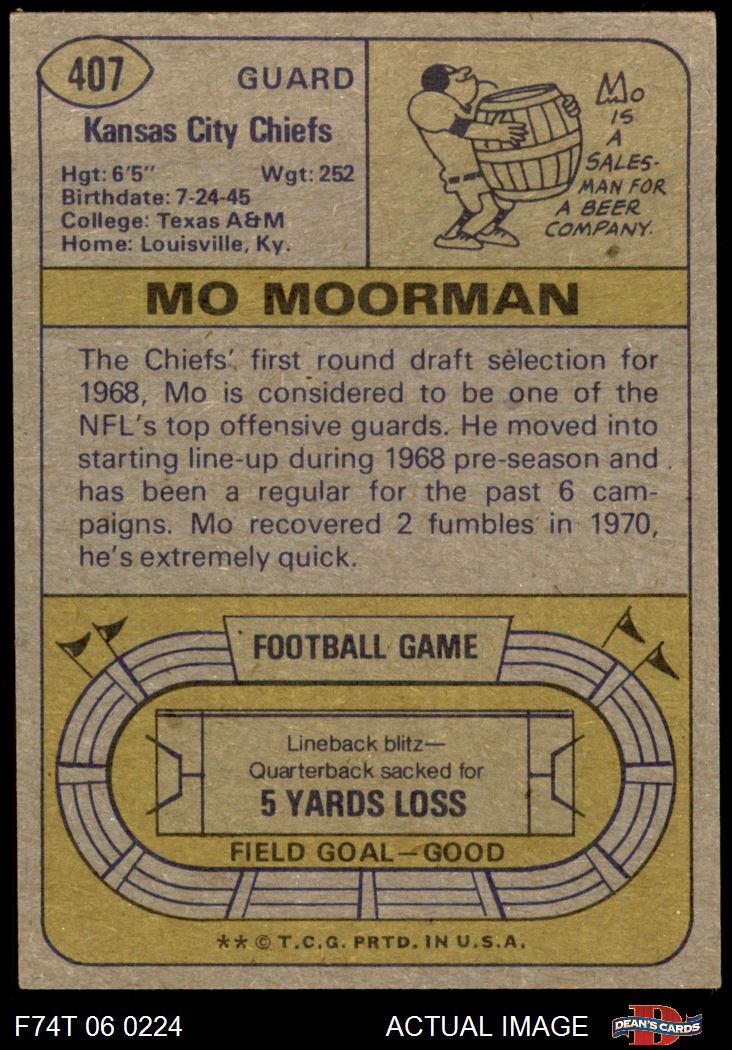 407
GUARD
Kansas City Chiefs
Hgt: 6'5" Wgt: 252
Birthdate: 7-24-45
College: Texas A&M
Home: Louisville, Ky.
Mo
IS
A
SALES-
MAN FOR
A BEER
COMPANY.
MO MOORMAN
The Chiefs' first round draft selection for
1968, Mo is considered to be one of the
NFL's top offensive guards. He moved into
starting line-up during 1968 pre-season and
has been a regular for the past 6 cam-
paigns. Mo recovered 2 fumbles in 1970,
he's extremely quick.
FOOTBALL GAME
Lineback blitz—
Quarterback sacked for
5 YARDS LOSS
FIELD GOAL—GOOD
** © T.C.G. PRTD. IN U.S.A.
F74T 06 0224
ACTUAL IMAGE
D
DEAN'S CARDS